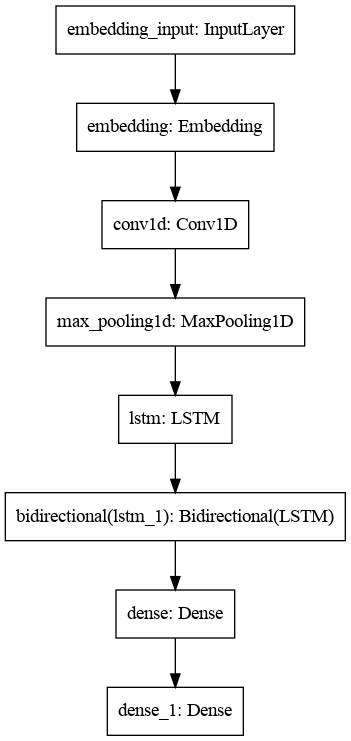 embedding_input: InputLayer
embedding: Embedding
conv1d: Conv1D
max_pooling1d: MaxPooling1D
lstm: LSTM
bidirectional(lstm_1): Bidirectional(LSTM)
dense: Dense
dense_1: Dense